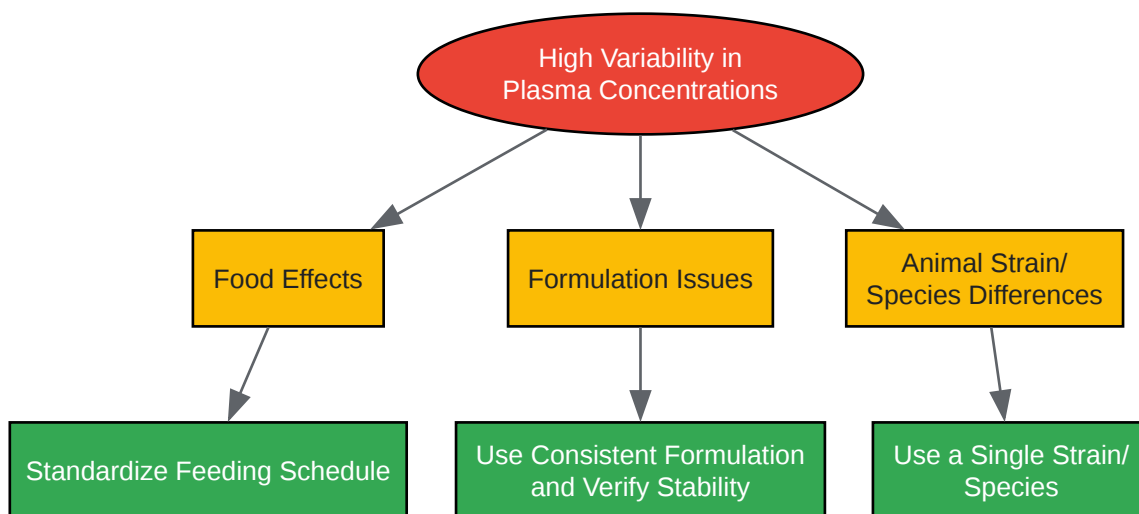 High Variability in
Plasma Concentrations
Food Effects
Formulation Issues
Animal Strain/
Species Differences
Standardize Feeding Schedule
Use Consistent Formulation
and Verify Stability
Use a Single Strain/
Species